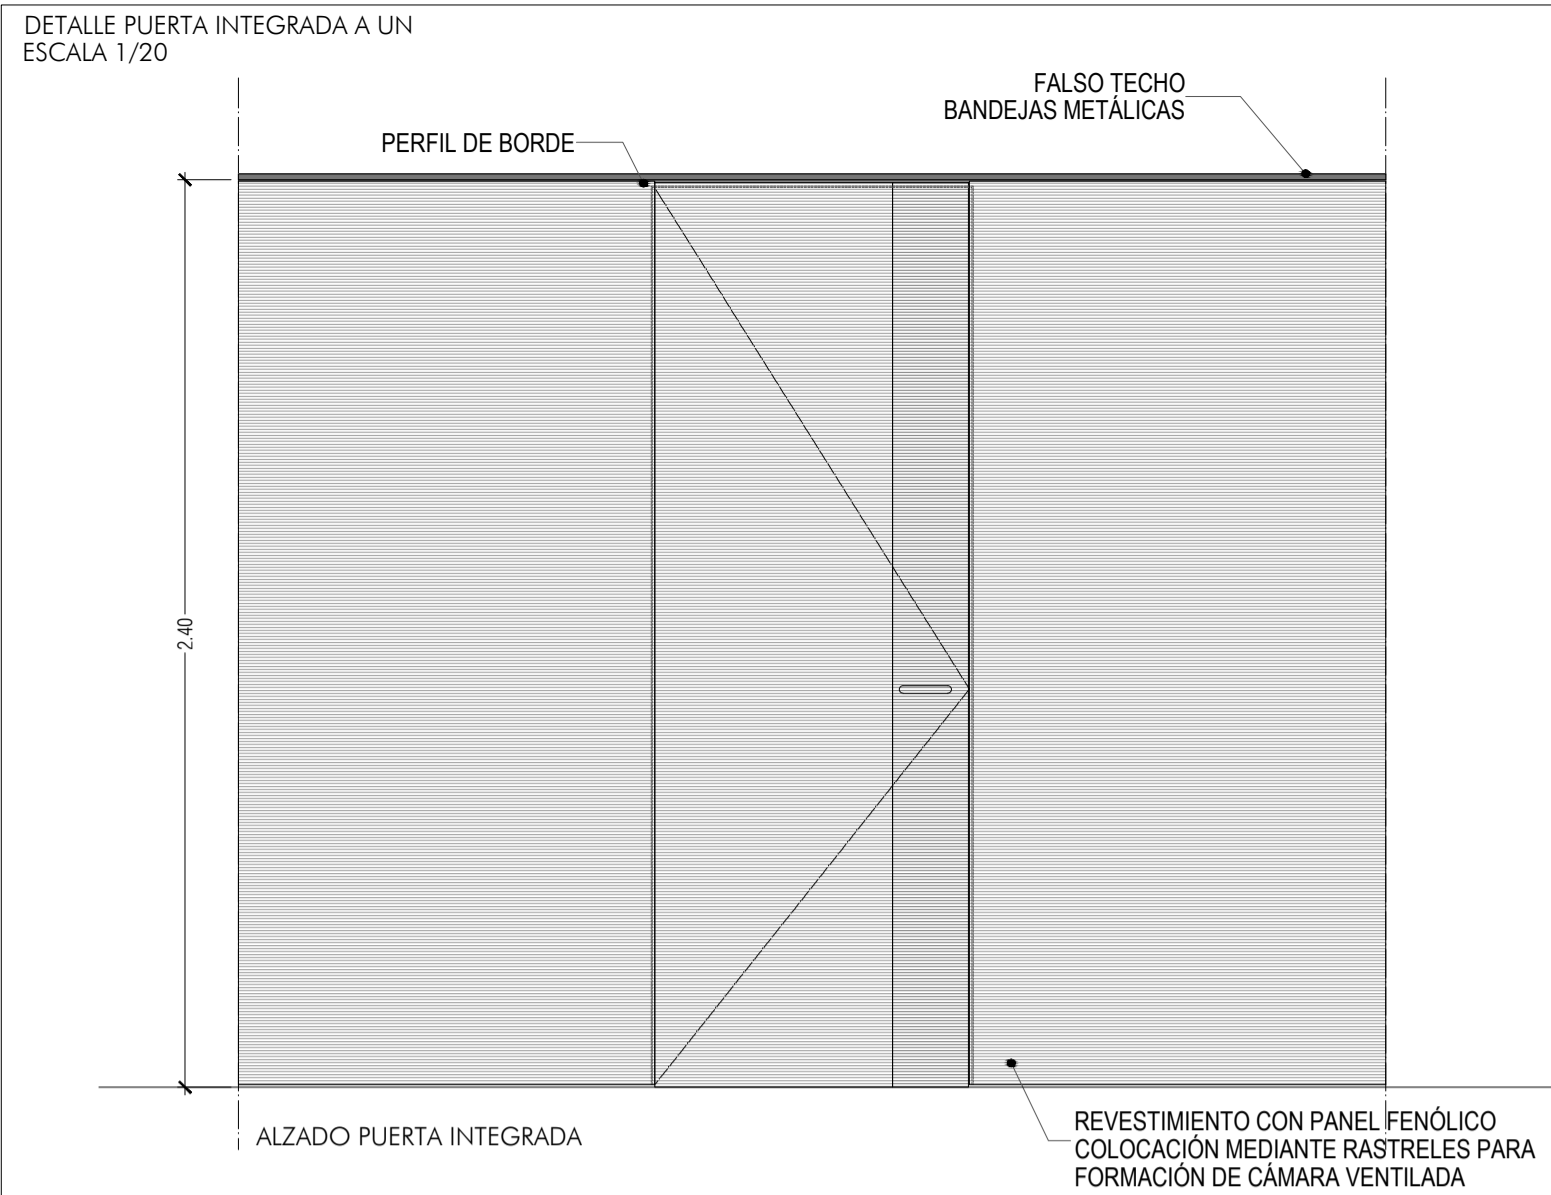 DETALLE PUERTA INTEGRADA A UN
ESCALA 1/20
FALSO TECHO
BANDEJAS METÁLICAS
PERFIL DE BORDE
2.40
ALZADO PUERTA INTEGRADA
REVESTIMIENTO CON PANEL FENÓLICO
COLOCACIÓN MEDIANTE RASTRELES PARA
FORMACIÓN DE CÁMARA VENTILADA